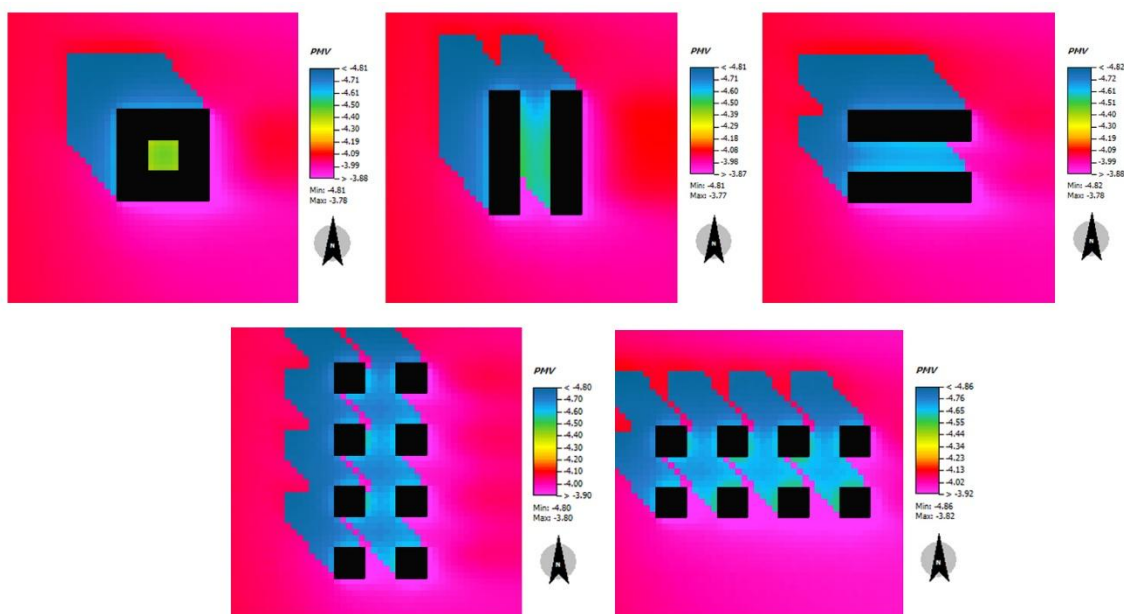 PMV
< -4.81
-4.71
-4.61
-4.50
-4.40
-4.30
-4.19
-4.09
-3.99
> -3.88
Min: -4.81
Max: -3.78
N
PMV
< -4.81
-4.71
-4.60
-4.50
-4.39
-4.29
-4.18
-4.08
-3.98
> -3.87
Min: -4.81
Max: -3.77
N
PMV
< -4.82
-4.72
-4.61
-4.51
-4.40
-4.30
-4.19
-4.09
-3.99
> -3.88
Min: -4.82
Max: -3.78
N
PMV
< -4.80
-4.70
-4.60
-4.50
-4.40
-4.30
-4.20
-4.10
-4.00
> -3.90
Min: -4.80
Max: -3.80
N
PMV
< -4.86
-4.76
-4.65
-4.55
-4.44
-4.34
-4.23
-4.13
-4.02
> -3.92
Min: -4.86
Max: -3.82
N